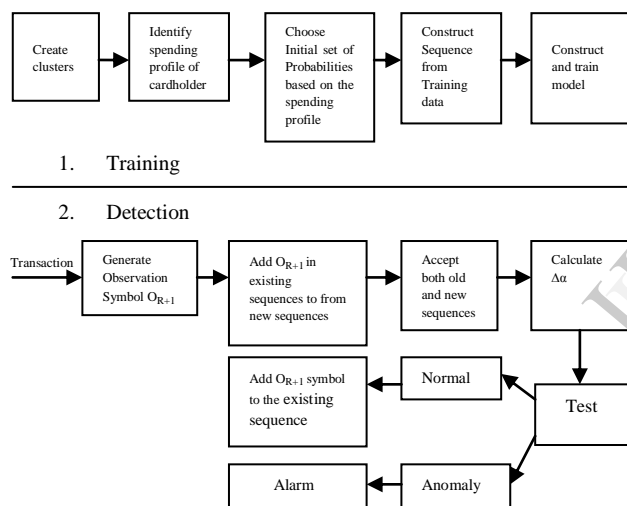 Create
clusters
Identify
spending
profile of
cardholder
Choose
Initial set of
Probabilities
based on the
spending
profile
Construct
Sequence
from
Training
data
Construct
and train
model
1. Training
2. Detection
Transaction
Generate
Observation
Symbol O_{R+1}
Add O_{R+1} in
existing
sequences to from
new sequences
Accept
both old
and new
sequences
Calculate
Δα
Add O_{R+1} symbol
to the existing
sequence
Normal
Test
Alarm
Anomaly